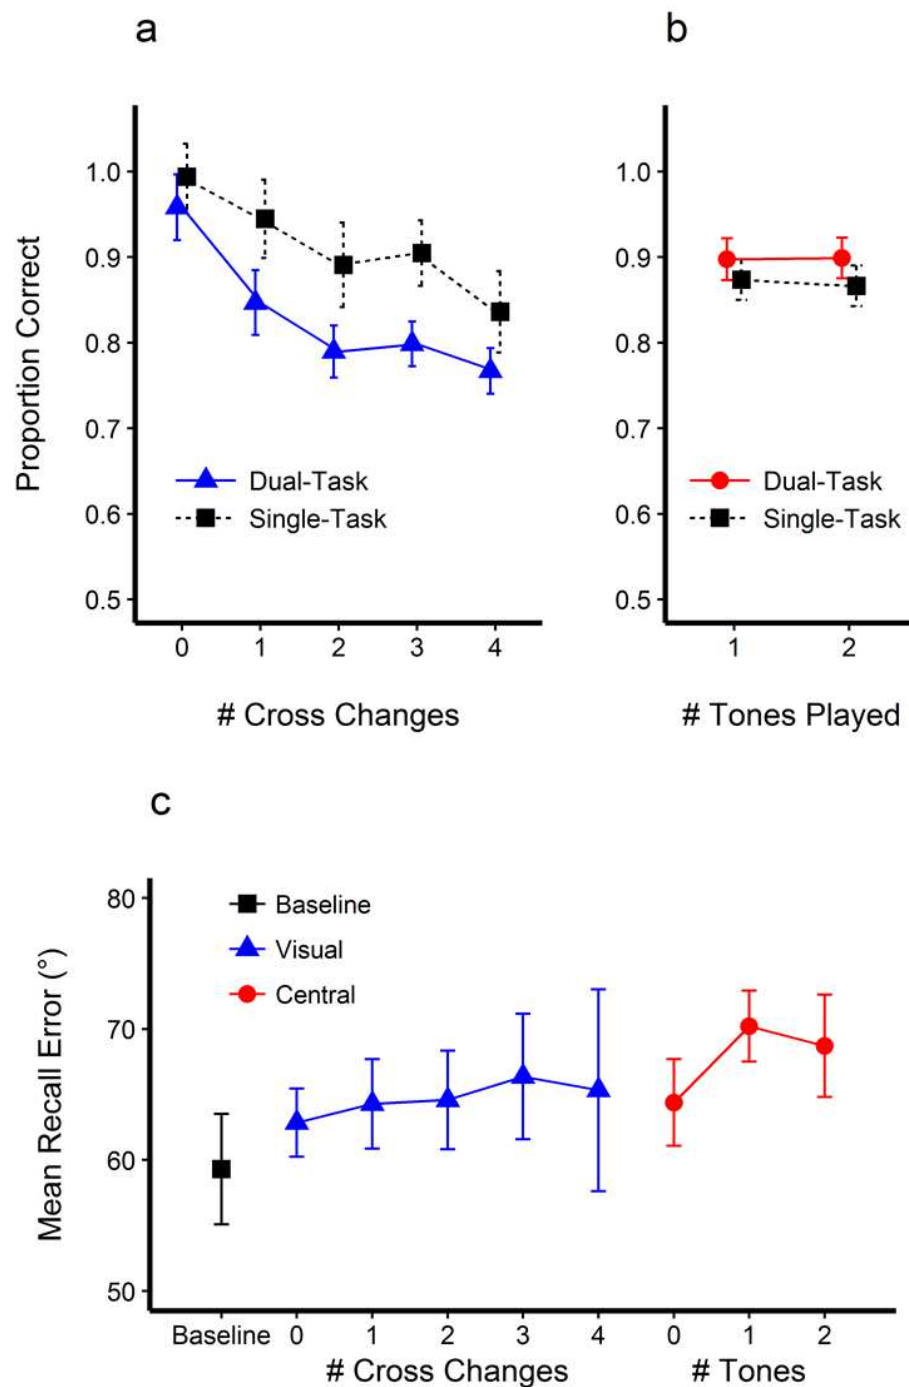 a
b
Proportion Correct
1.0
0.9
0.8
0.7
0.6
0.5
Dual-Task
Single-Task
0 1 2 3 4
# Cross Changes
1.0
0.9
0.8
0.7
0.6
0.5
Dual-Task
Single-Task
1 2
# Tones Played
c
Mean Recall Error (°)
80
70
60
50
Baseline
Visual
Central
Baseline 0 1 2 3 4 0 1 2
# Cross Changes # Tones